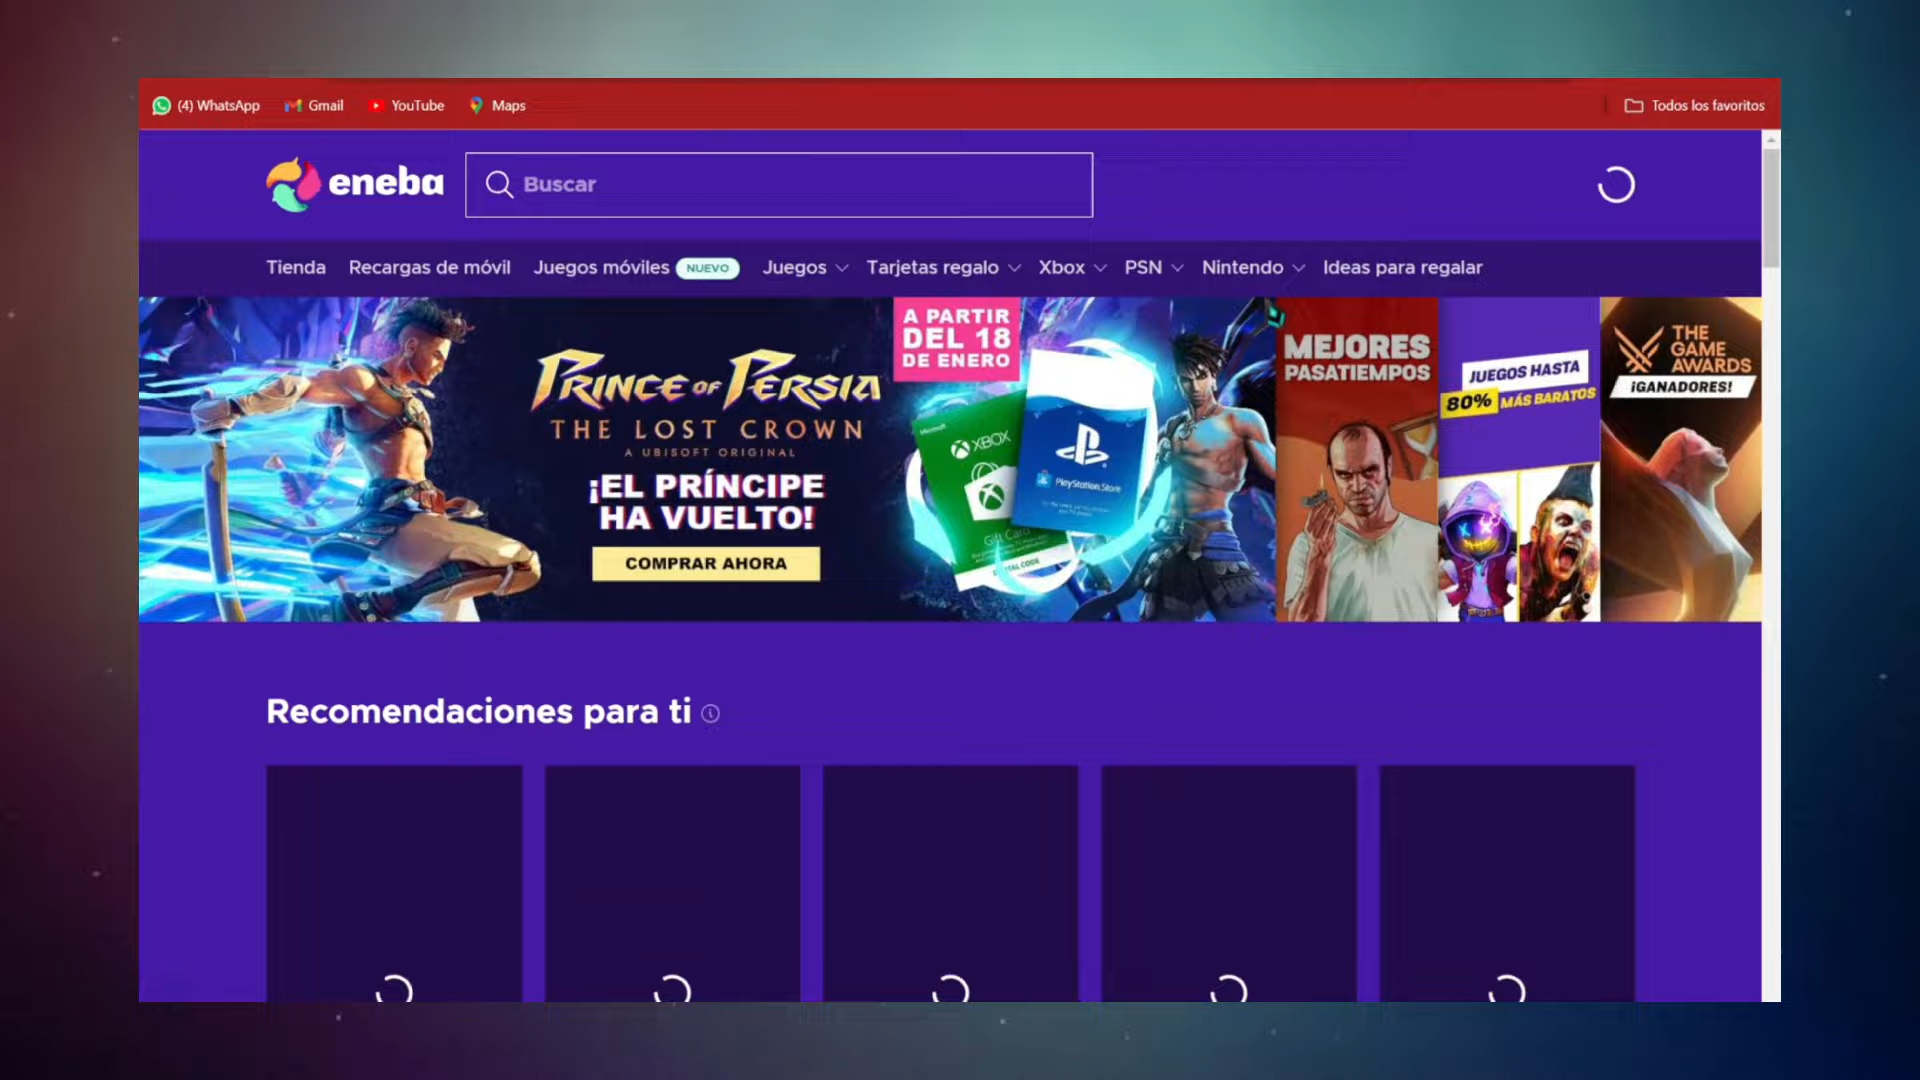 (4) WhatsApp
Gmail
YouTube
Maps
Todos los favoritos
eneba
Buscar
Tienda
Recargas de móvil
Juegos móviles
NUEVO
Juegos
Tarjetas regalo
Xbox
PSN
Nintendo
Ideas para regalar
PRINCE OF PERSIA
THE LOST CROWN
A UBISOFT ORIGINAL
¡EL PRÍNCIPE
HA VUELTO!
COMPRAR AHORA
A PARTIR
DEL 18
DE ENERO
Microsoft
XBOX
Gift Card
PlayStation.Store
MEJORES
PASATIEMPOS
JUEGOS HASTA
80% MÁS BARATOS
THE
GAME
AWARDS
¡GANADORES!
Recomendaciones para ti